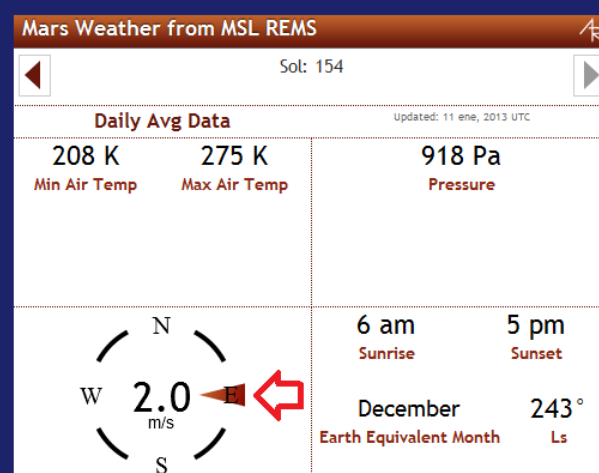 Mars Weather from MSL REMS
Sol: 154
Daily Avg Data
Updated: 11 ene, 2013 UTC
208 K 275 K
Min Air Temp Max Air Temp
918 Pa
Pressure
N
W 2.0 E
m/s
S
6 am 5 pm
Sunrise Sunset
December 243°
Earth Equivalent Month Ls